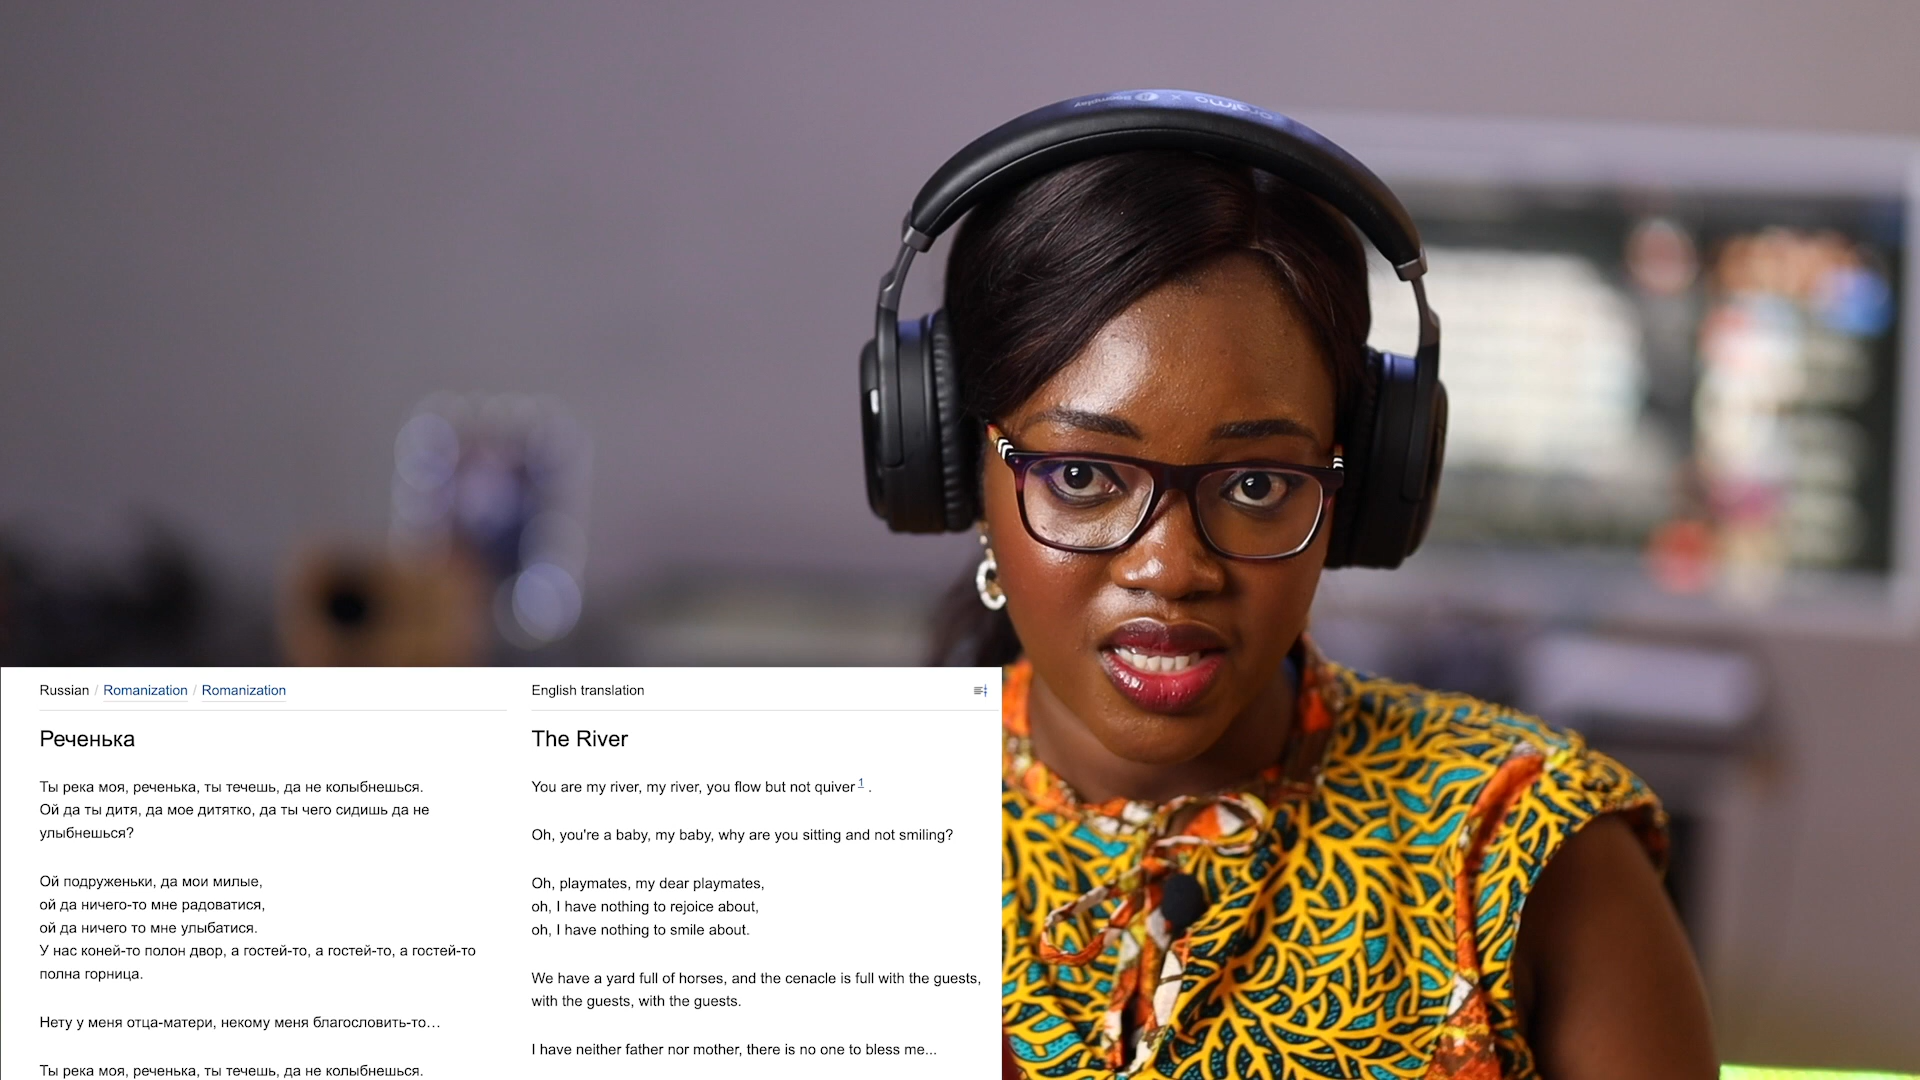 oraimo x Boomplay
Russian / Romanization / Romanization
Реченька
Ты река моя, реченька, ты течешь, да не колыбнешься.
Ой да ты дитя, да мое дитятко, да ты чего сидишь да не
улыбнешься?
Ой подруженьки, да мои милые,
ой да ничего-то мне радоватися,
ой да ничего то мне улыбатися.
У нас коней-то полон двор, а гостей-то, а гостей-то, а гостей-то
полна горница.
Нету у меня отца-матери, некому меня благословить-то…
Ты река моя, реченька, ты течешь, да не колыбнешься.
English translation
The River
You are my river, my river, you flow but not quiver 1 .
Oh, you're a baby, my baby, why are you sitting and not smiling?
Oh, playmates, my dear playmates,
oh, I have nothing to rejoice about,
oh, I have nothing to smile about.
We have a yard full of horses, and the cenacle is full with the guests,
with the guests, with the guests.
I have neither father nor mother, there is no one to bless me...